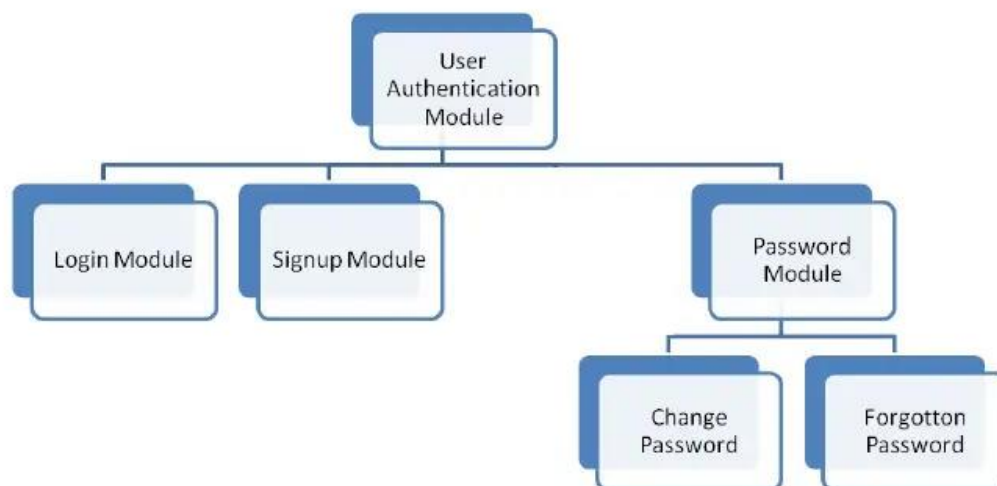 User
Authentication
Module
Login Module
Signup Module
Password
Module
Change
Password
Forgotton
Password